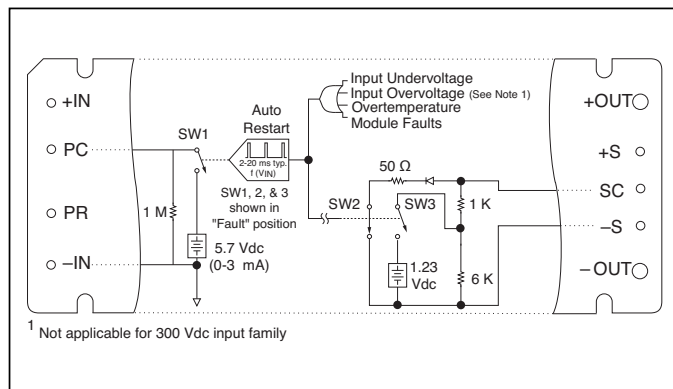 Input Undervoltage
Input Overvoltage (See Note 1)
Overtemperature
Module Faults
+IN
PC
PR
–IN
SW1
Auto
Restart
2-20 ms typ.
f (VIN)
SW1, 2, & 3
shown in
"Fault" position
1 M
5.7 Vdc
(0-3 mA)
50 Ω
SW2
SW3
1 K
1.23
Vdc
6 K
+OUT
+S
SC
–S
–OUT
1 Not applicable for 300 Vdc input family